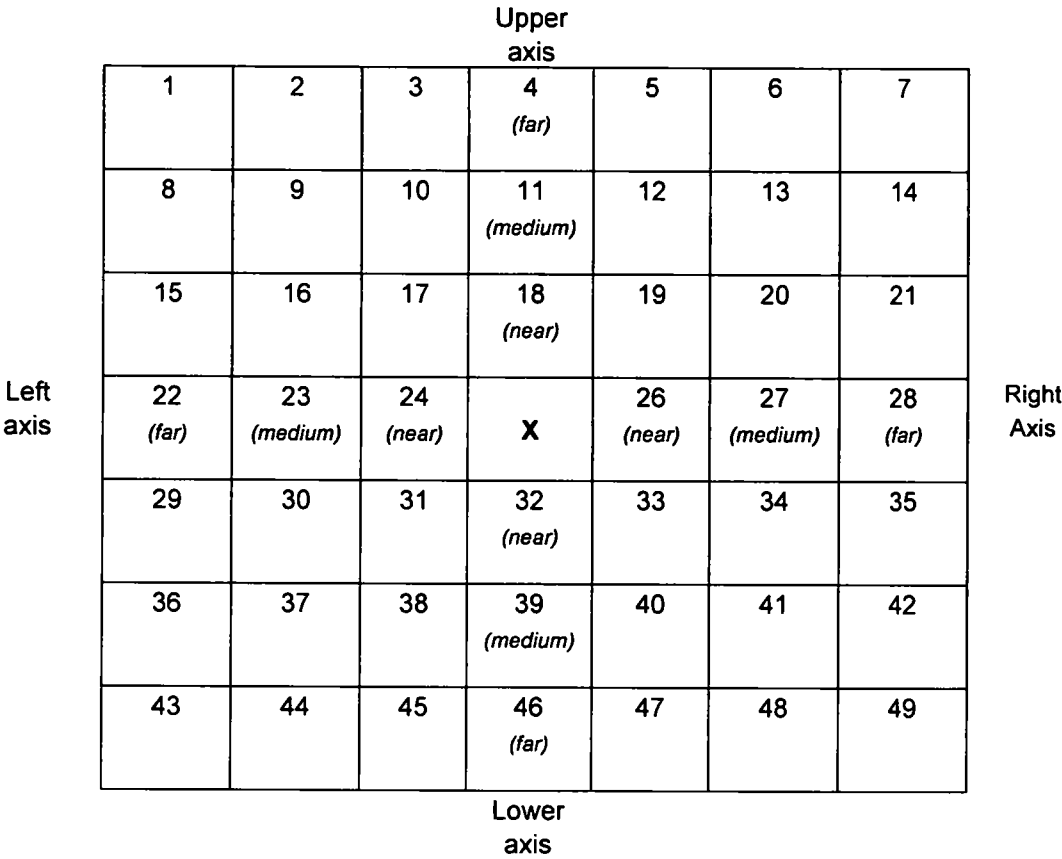 Upper
axis
1 2 3 4 5 6 7
(far)
8 9 10 11 12 13 14
(medium)
15 16 17 18 19 20 21
(near)
Left
axis
22 23 24 X 26 27 28
(far) (medium) (near) (near) (medium) (far)
Right
Axis
29 30 31 32 33 34 35
(near)
36 37 38 39 40 41 42
(medium)
43 44 45 46 47 48 49
(far)
Lower
axis